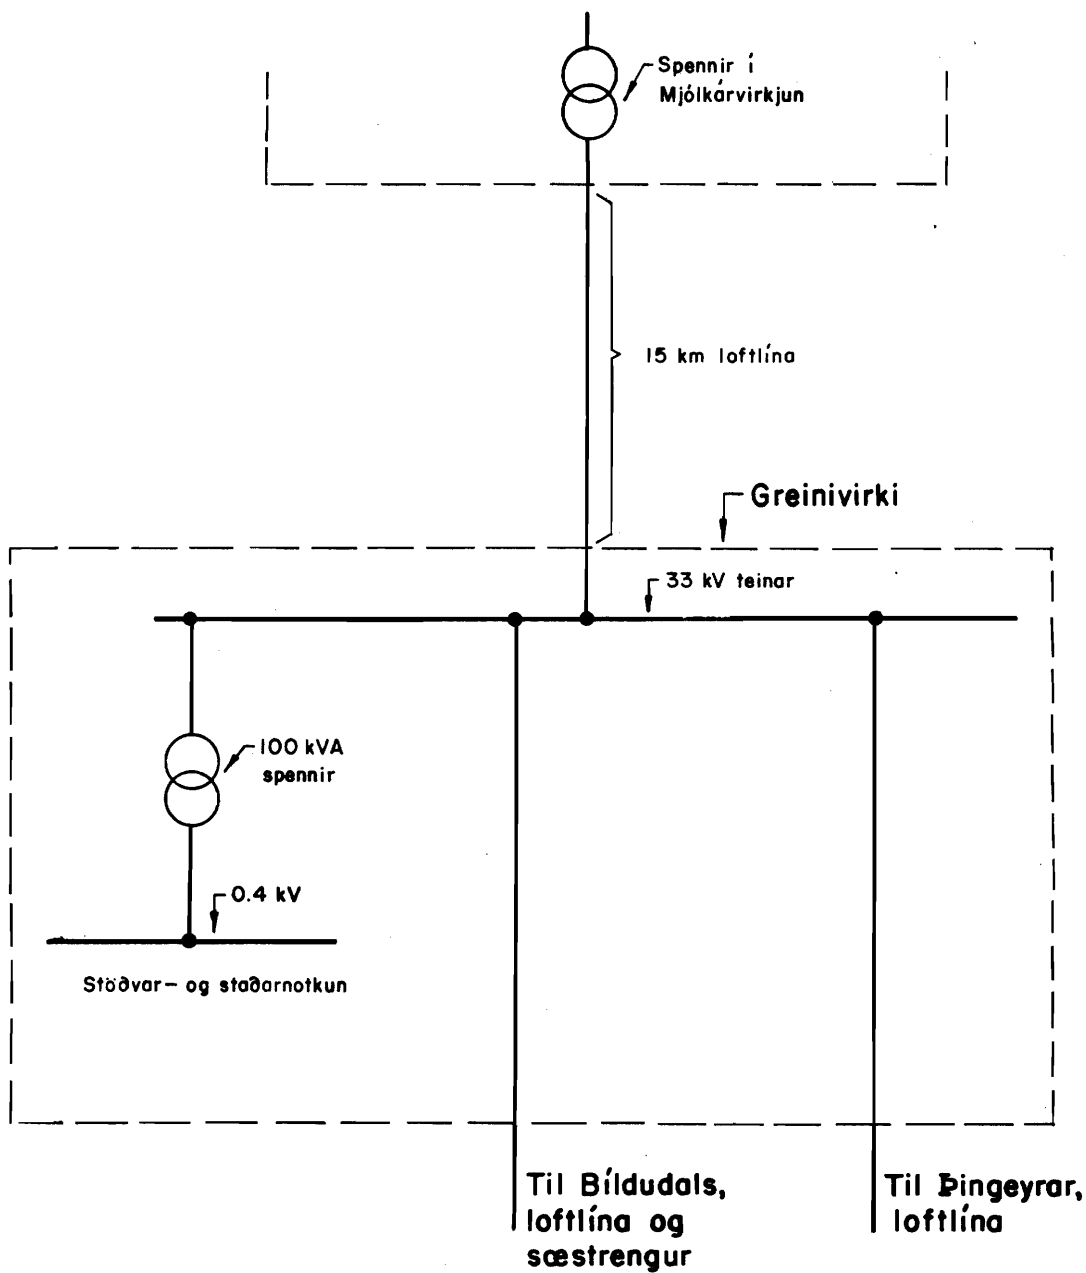 Spennir í
Mjólkárvirkjun
15 km loftlína
Greinivirki
33 kV teinar
100 kVA
spennir
0.4 kV
Stöðvar- og staðarnotkun
Til Bíldudals,
loftlína og
sæstrengur
Til Þingeyrar,
loftlína